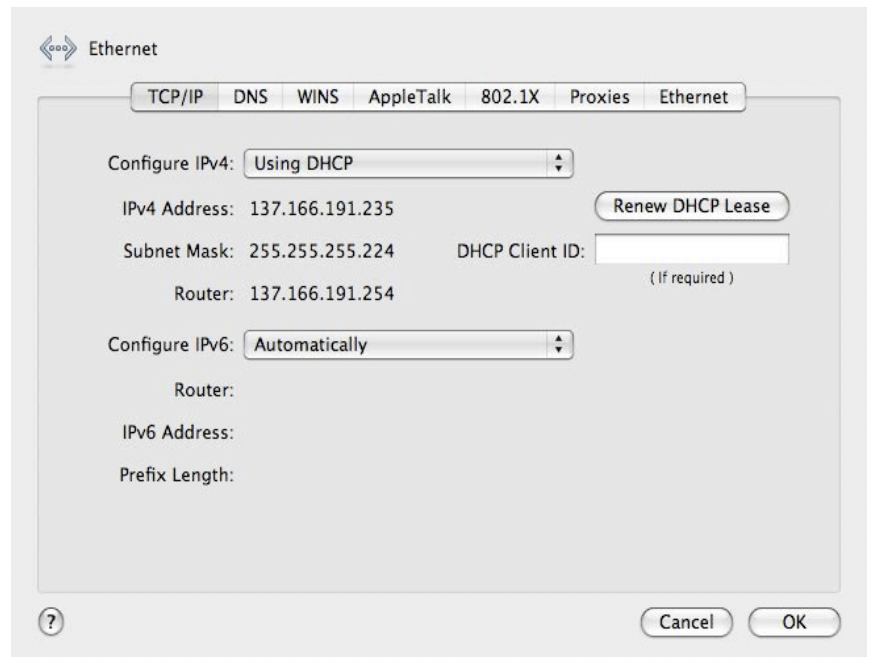 Ethernet
TCP/IP DNS WINS AppleTalk 802.1X Proxies Ethernet
Configure IPv4: Using DHCP
IPv4 Address: 137.166.191.235 Renew DHCP Lease
Subnet Mask: 255.255.255.224 DHCP Client ID:
(If required)
Router: 137.166.191.254
Configure IPv6: Automatically
Router:
IPv6 Address:
Prefix Length:
? Cancel OK